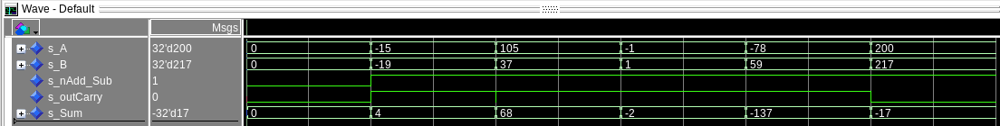 Wave - Default
Msgs
s_A 32'd200 0 -15 105 -1 -78 200
s_B 32'd217 0 -19 37 1 59 217
s_nAdd_Sub 1
s_outCarry 0
s_Sum -32'd17 0 4 68 -2 -137 -17